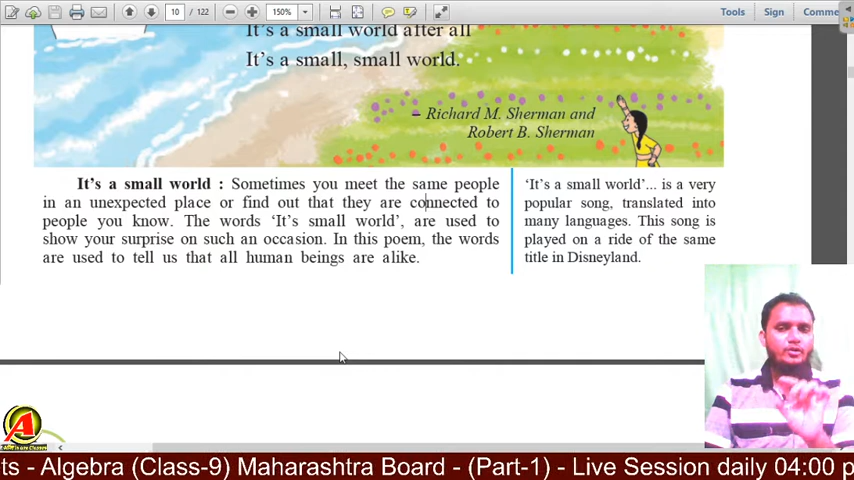 10 / 122
150%
Tools
Sign
Comme
It's a small world after all
It's a small, small world.
– Richard M. Sherman and
Robert B. Sherman
It's a small world : Sometimes you meet the same people
in an unexpected place or find out that they are connected to
people you know. The words 'It's small world', are used to
show your surprise on such an occasion. In this poem, the words
are used to tell us that all human beings are alike.
'It's a small world'... is a very
popular song, translated into
many languages. This song is
played on a ride of the same
title in Disneyland.
A
ts - Algebra (Class-9) Maharashtra Board - (Part-1) - Live Session daily 04:00 p